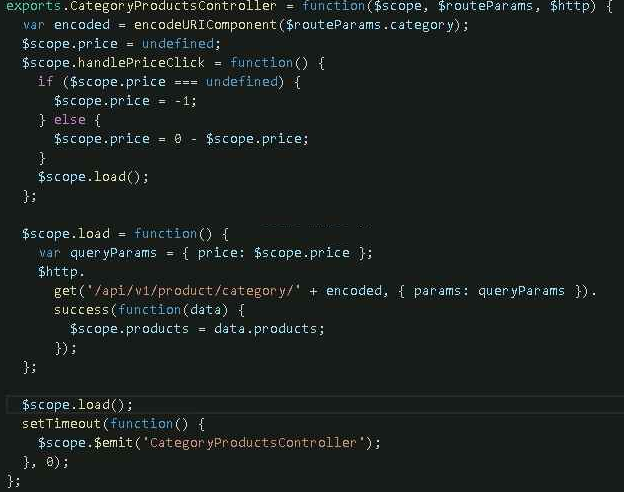 exports.CategoryProductsController = function($scope, $routeParams, $http) {
  var encoded = encodeURIComponent($routeParams.category);
  $scope.price = undefined;
  $scope.handlePriceClick = function() {
    if ($scope.price === undefined) {
      $scope.price = -1;
    } else {
      $scope.price = 0 - $scope.price;
    }
    $scope.load();
  };
  $scope.load = function() {
    var queryParams = { price: $scope.price };
    $http.
      get('/api/v1/product/category/' + encoded, { params: queryParams }).
      success(function(data) {
        $scope.products = data.products;
      });
  };
  $scope.load();
  setTimeout(function() {
    $scope.$emit('CategoryProductsController');
  }, 0);
};